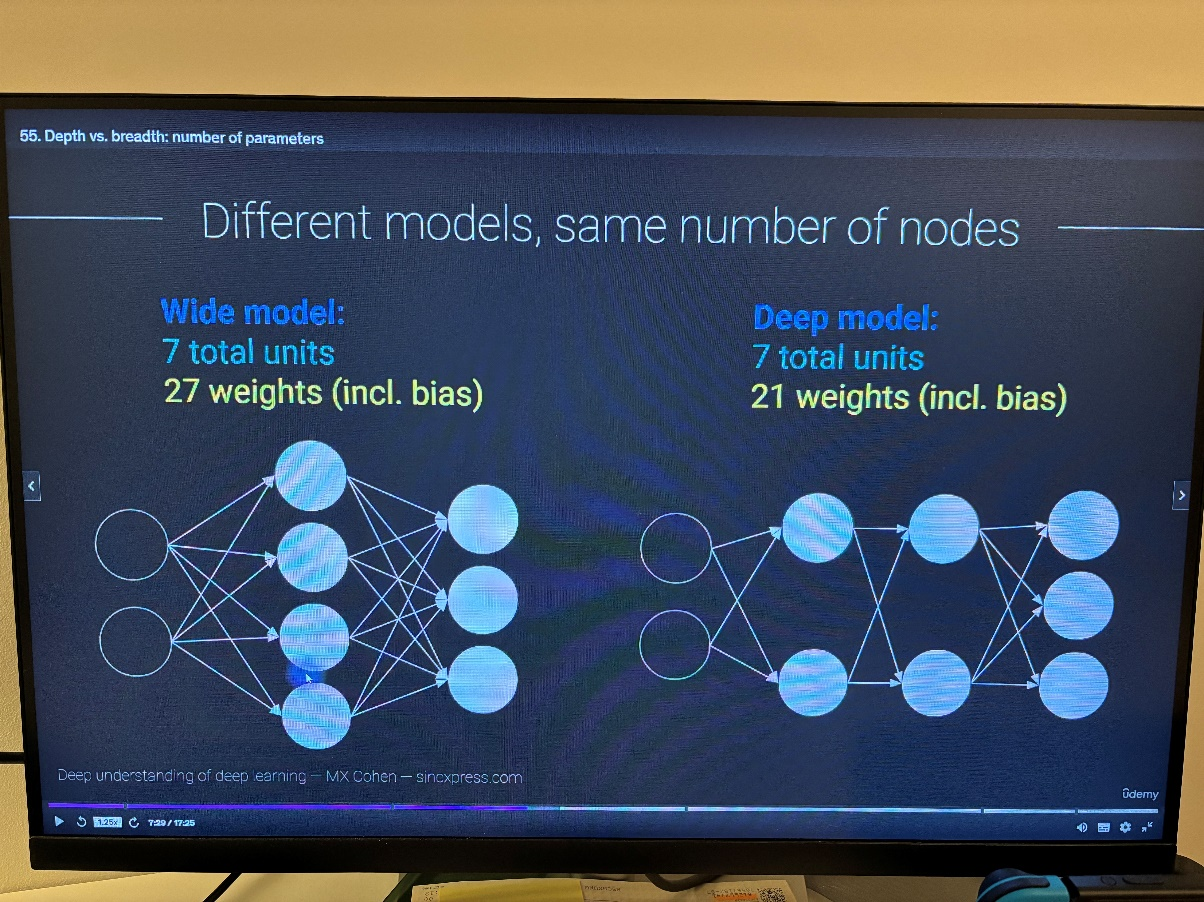 55. Depth vs. breadth: number of parameters
Different models, same number of nodes
Wide model:
7 total units
27 weights (incl. bias)
Deep model:
7 total units
21 weights (incl. bias)
Deep understanding of deep learning — MX Cohen — sincxpress.com
ûdemy
1.25x 7:29 / 17:25